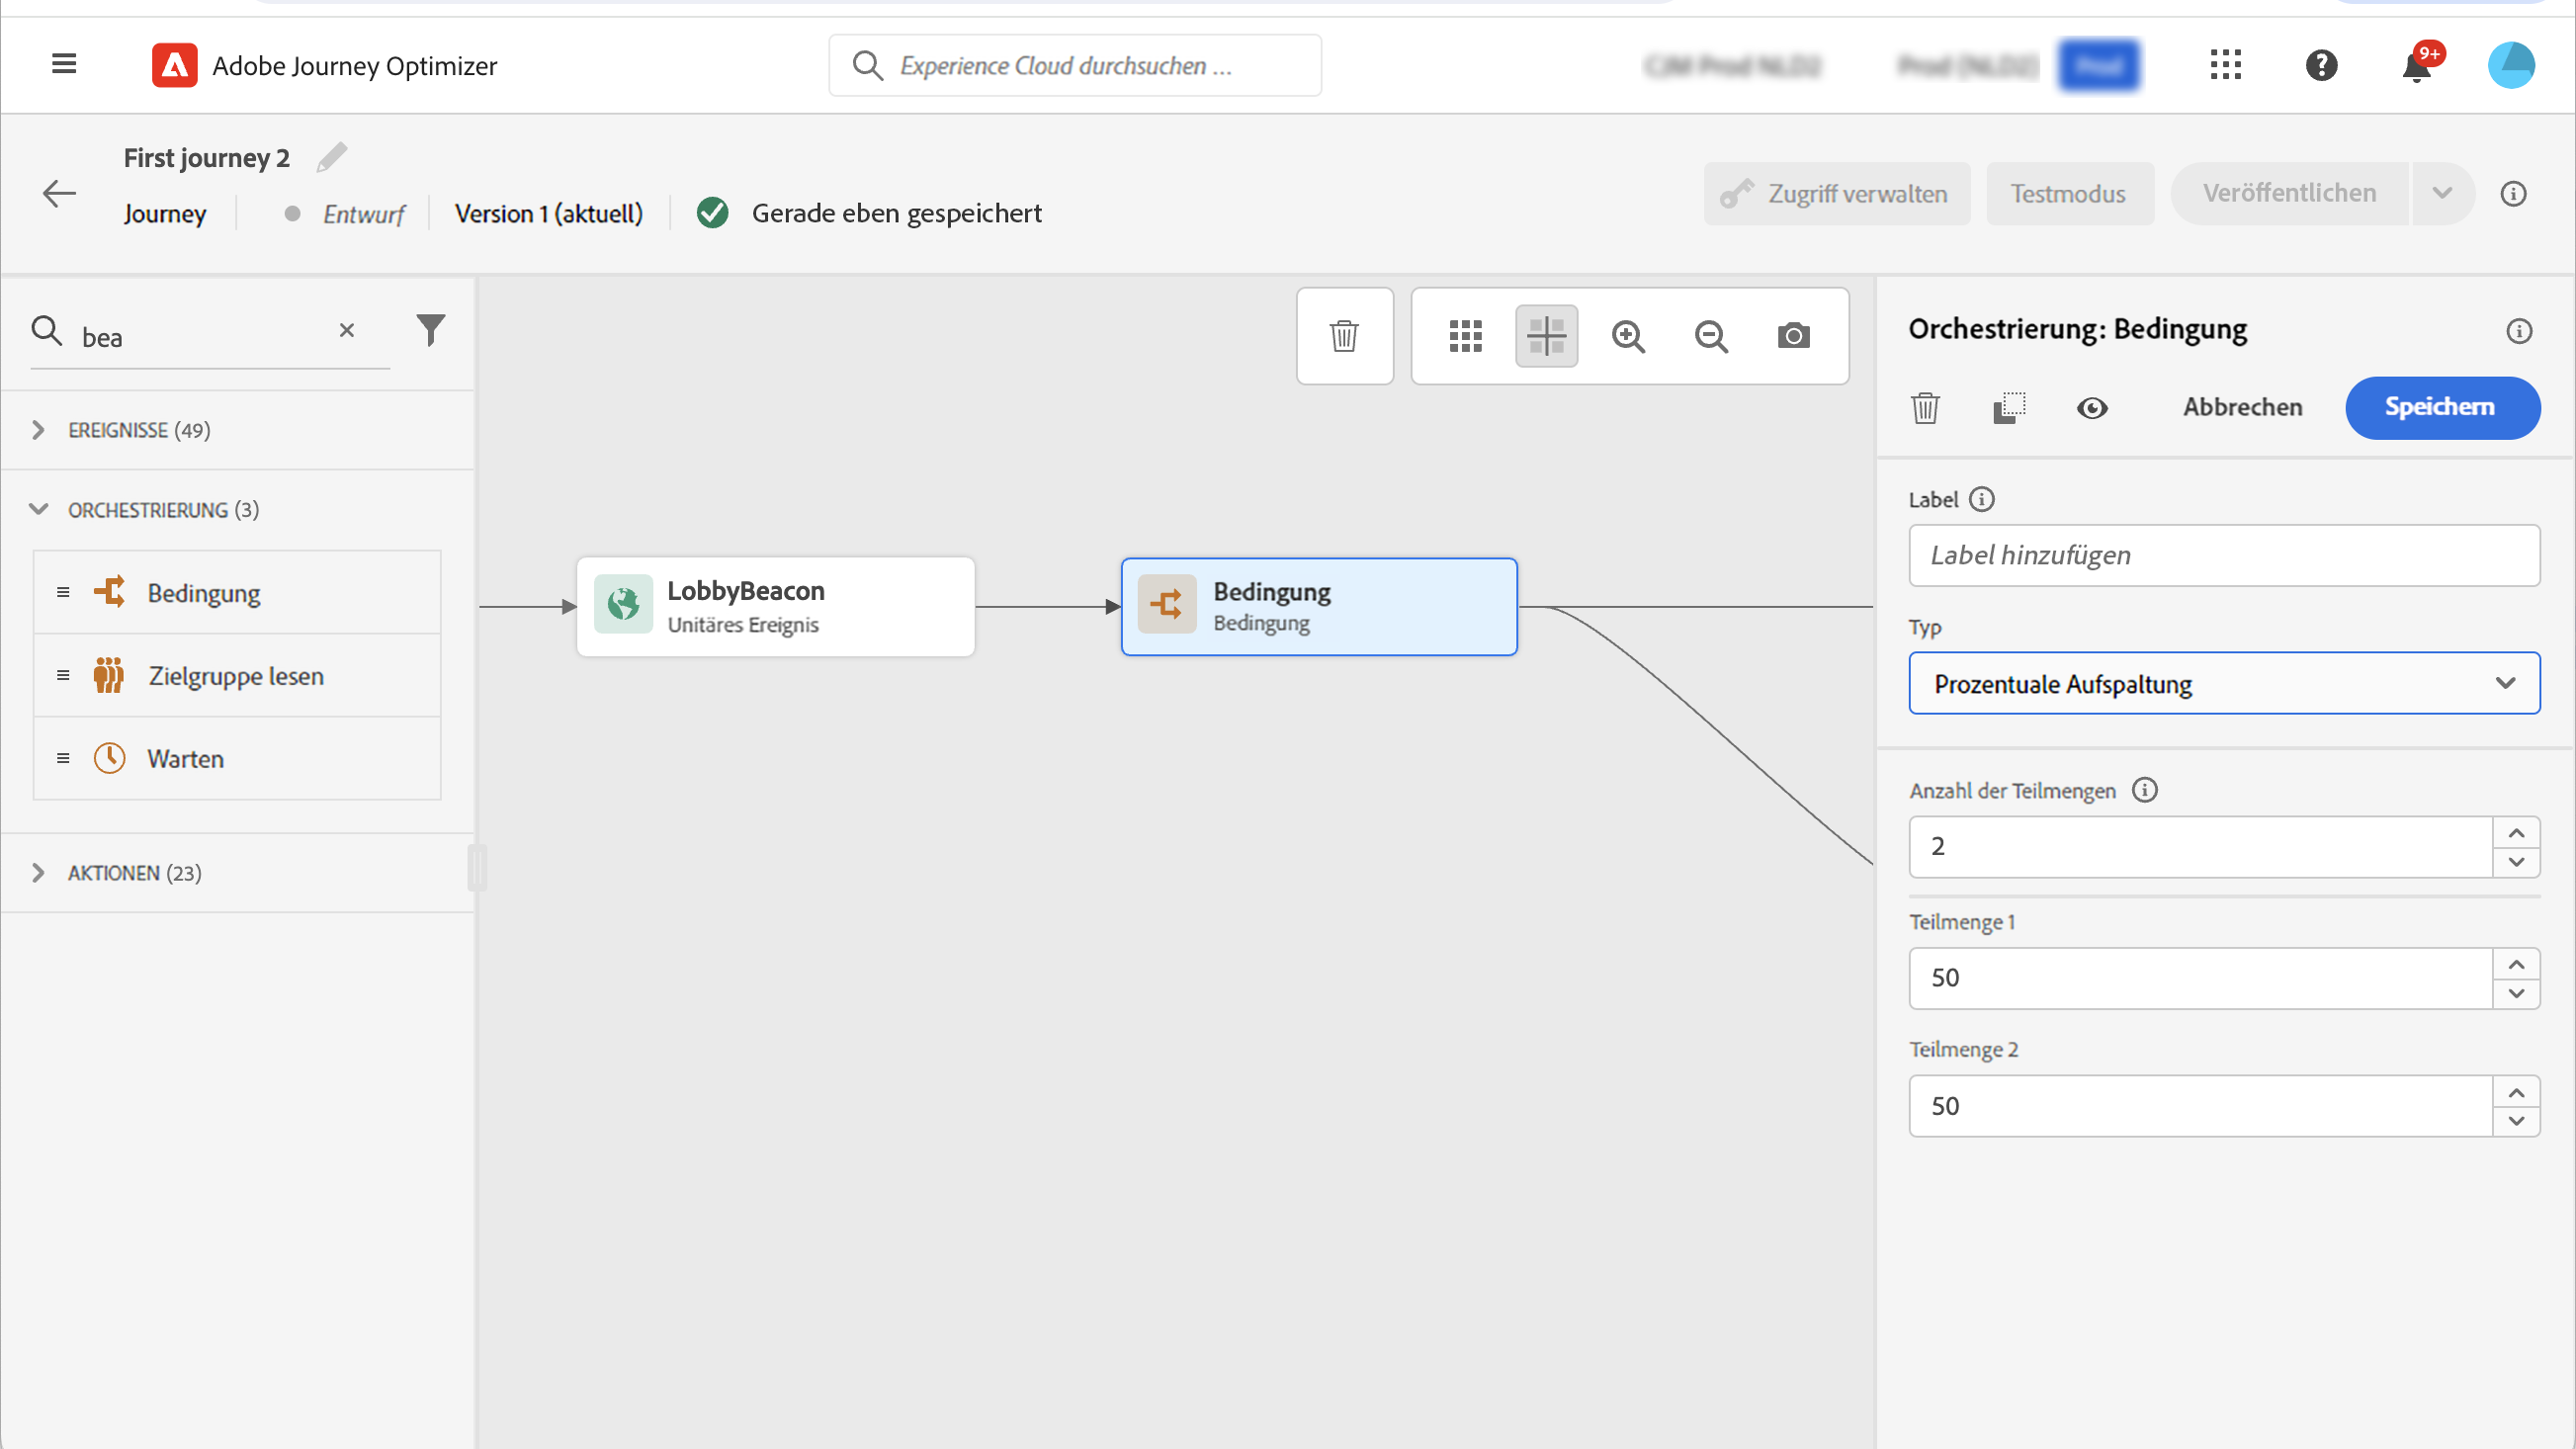 Adobe Journey Optimizer
Experience Cloud durchsuchen ...
9+
First journey 2
Journey
Entwurf
Version 1 (aktuell)
Gerade eben gespeichert
Zugriff verwalten
Testmodus
Veröffentlichen
bea
EREIGNISSE (49)
ORCHESTRIERUNG (3)
Bedingung
Zielgruppe lesen
Warten
AKTIONEN (23)
LobbyBeacon
Unitäres Ereignis
Bedingung
Bedingung
Orchestrierung: Bedingung
Abbrechen
Speichern
Label
Label hinzufügen
Typ
Prozentuale Aufspaltung
Anzahl der Teilmengen
2
Teilmenge 1
50
Teilmenge 2
50